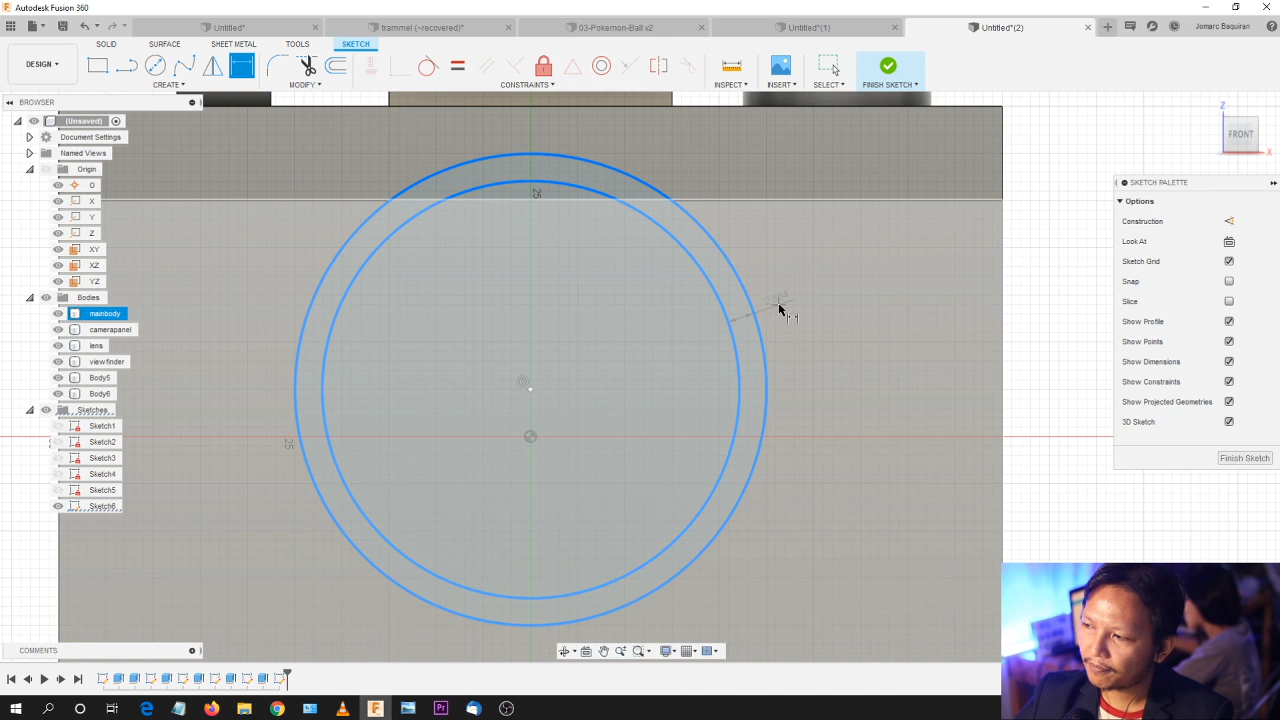 Autodesk Fusion 360
Untitled*
trammel (~recovered)*
03-Pokemon-Ball v2
Untitled*(1)
Untitled*(2)
Jomarc Baquiran
DESIGN
SOLID
SURFACE
SHEET METAL
TOOLS
SKETCH
CREATE
MODIFY
CONSTRAINTS
INSPECT
INSERT
SELECT
FINISH SKETCH
BROWSER
(Unsaved)
Document Settings
Named Views
Origin
O
X
Y
Z
XY
XZ
YZ
Bodies
mainbody
camerapanel
lens
viewfinder
Body5
Body6
Sketches
Sketch1
Sketch2
Sketch3
Sketch4
Sketch5
Sketch6
25
25
Z
FRONT
X
SKETCH PALETTE
Options
Construction
Look At
Sketch Grid
Snap
Slice
Show Profile
Show Points
Show Dimensions
Show Constraints
Show Projected Geometries
3D Sketch
Finish Sketch
COMMENTS